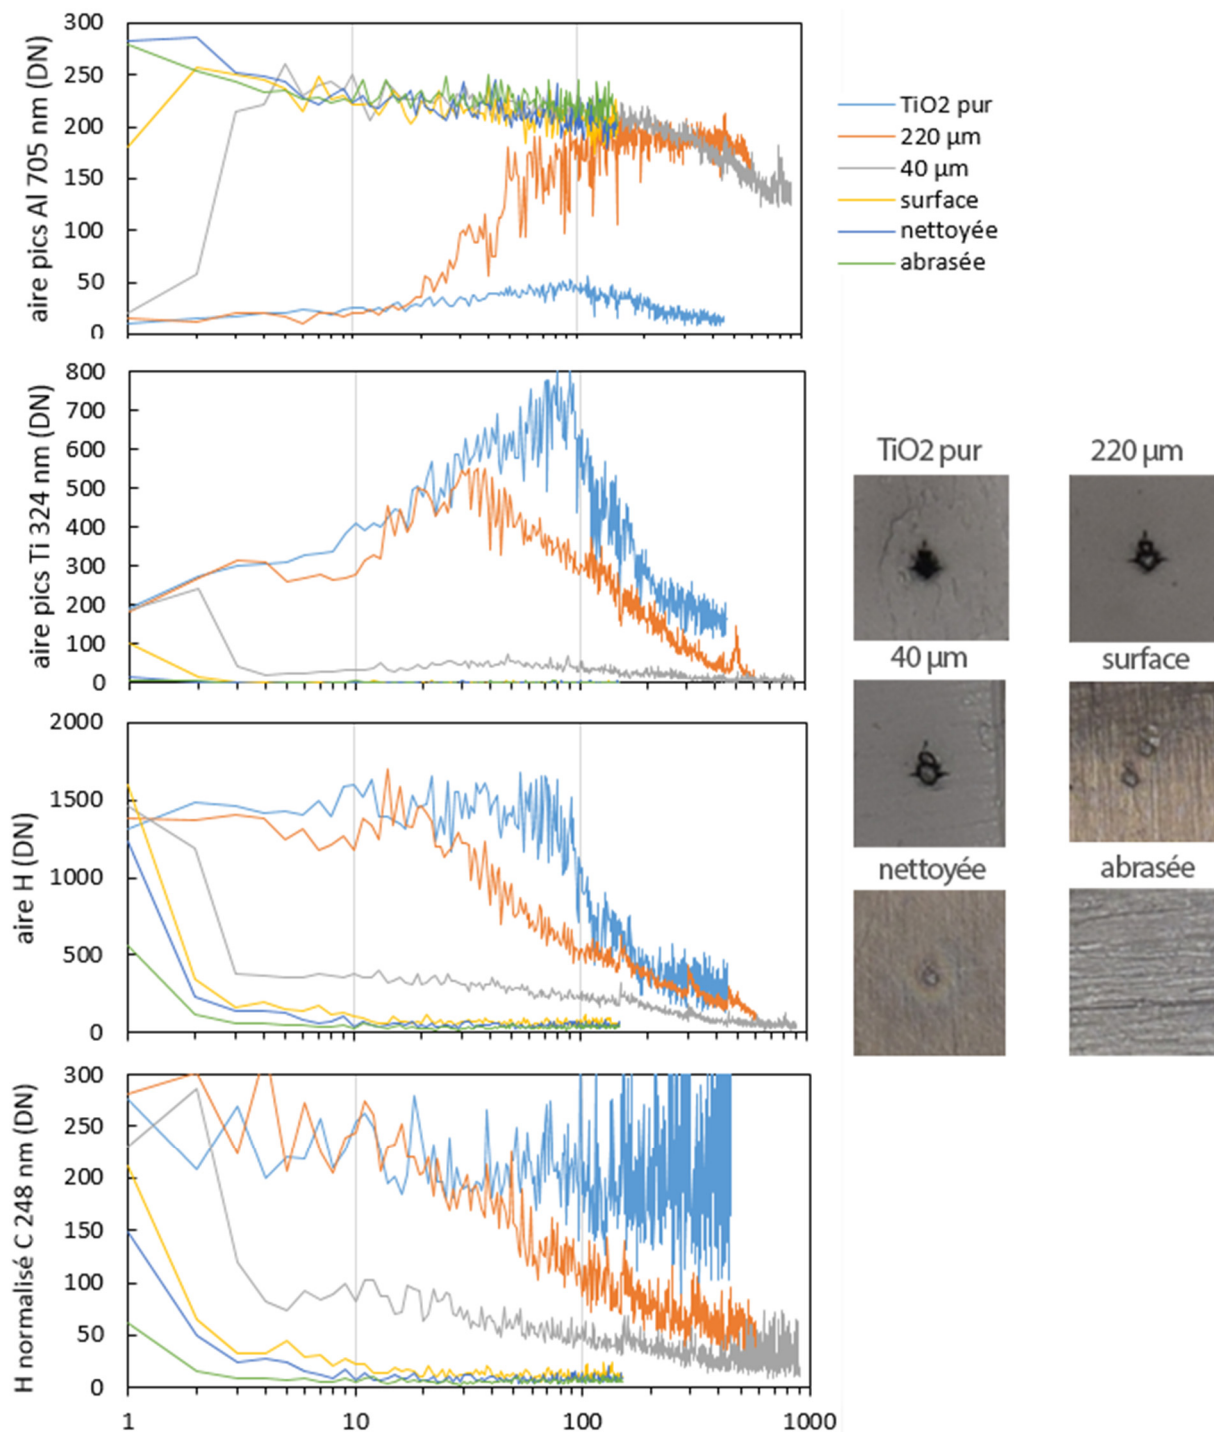 aire pics Al 705 nm (DN)
300
250
200
150
100
50
0
TiO2 pur
220 µm
40 µm
surface
nettoyée
abrasée
aire pics Ti 324 nm (DN)
800
700
600
500
400
300
200
100
0
aire H (DN)
2000
1500
1000
500
0
H normalisé C 248 nm (DN)
300
250
200
150
100
50
0
1 10 100 1000
TiO2 pur 220 µm
40 µm surface
nettoyée abrasée